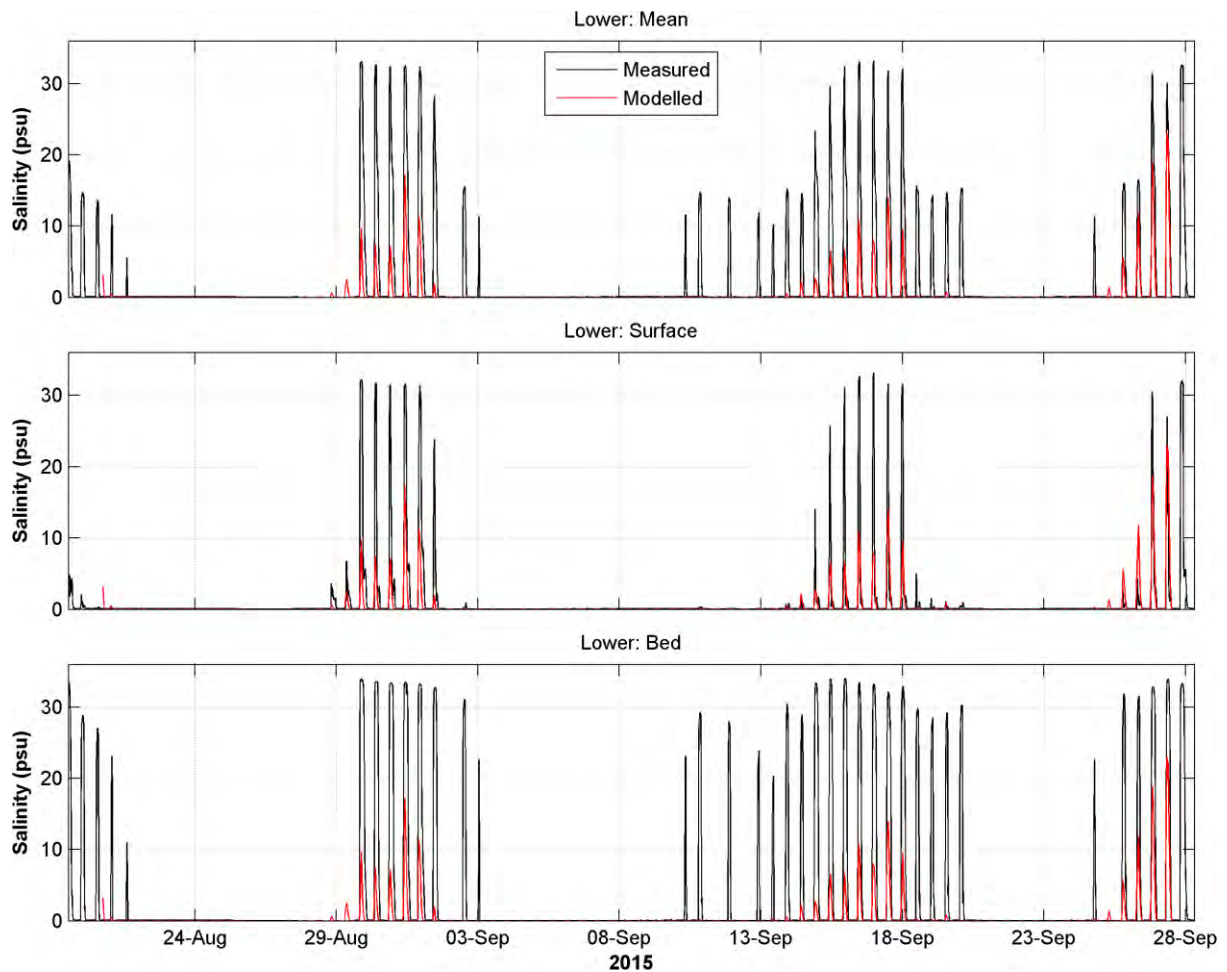 Lower: Mean
Salinity (psu)
30
20
10
0
Measured
Modelled
Lower: Surface
Salinity (psu)
30
20
10
0
Lower: Bed
Salinity (psu)
30
20
10
0
24-Aug 29-Aug 03-Sep 08-Sep 13-Sep 18-Sep 23-Sep 28-Sep
2015